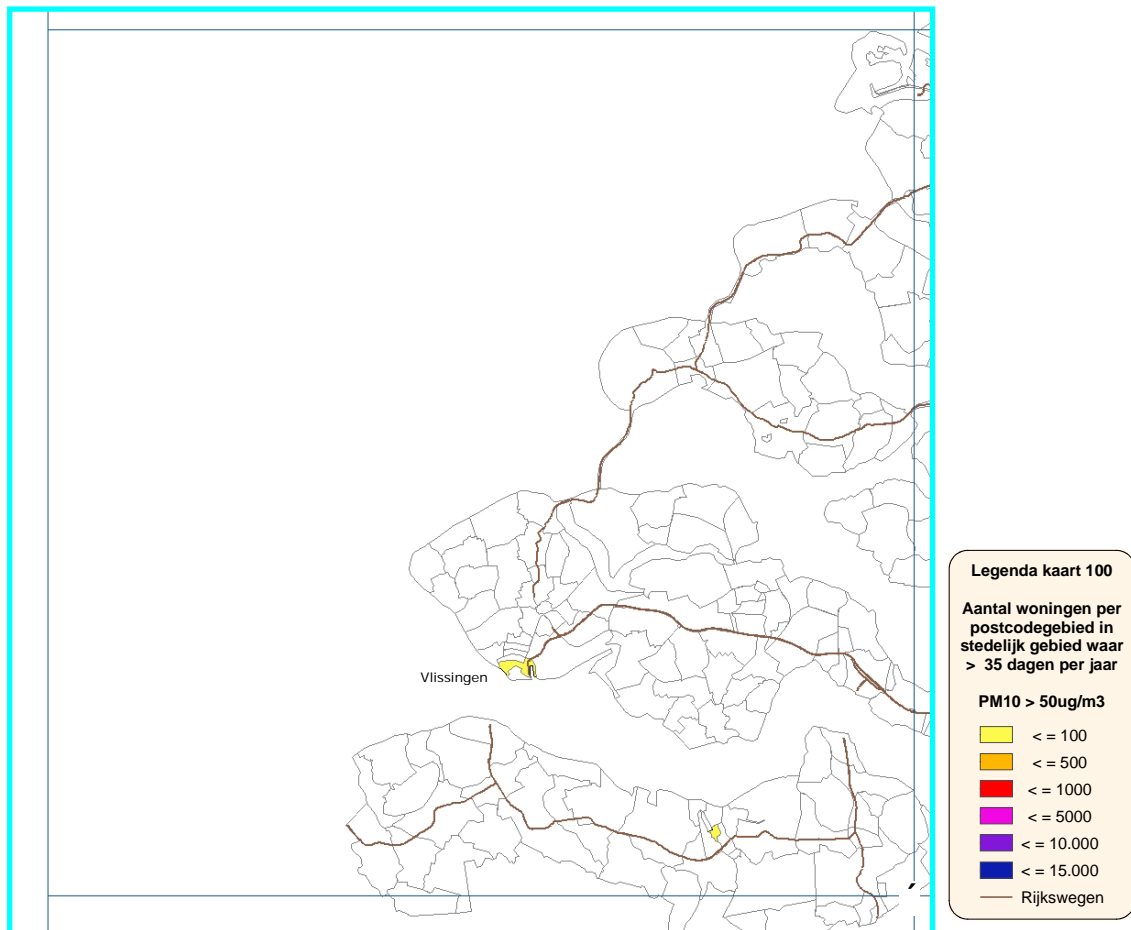 Vlissingen
Legenda kaart 100
Aantal woningen per
postcodegebied in
stedelijk gebied waar
> 35 dagen per jaar
PM10 > 50ug/m3
< = 100
< = 500
< = 1000
< = 5000
< = 10.000
< = 15.000
Rijkswegen